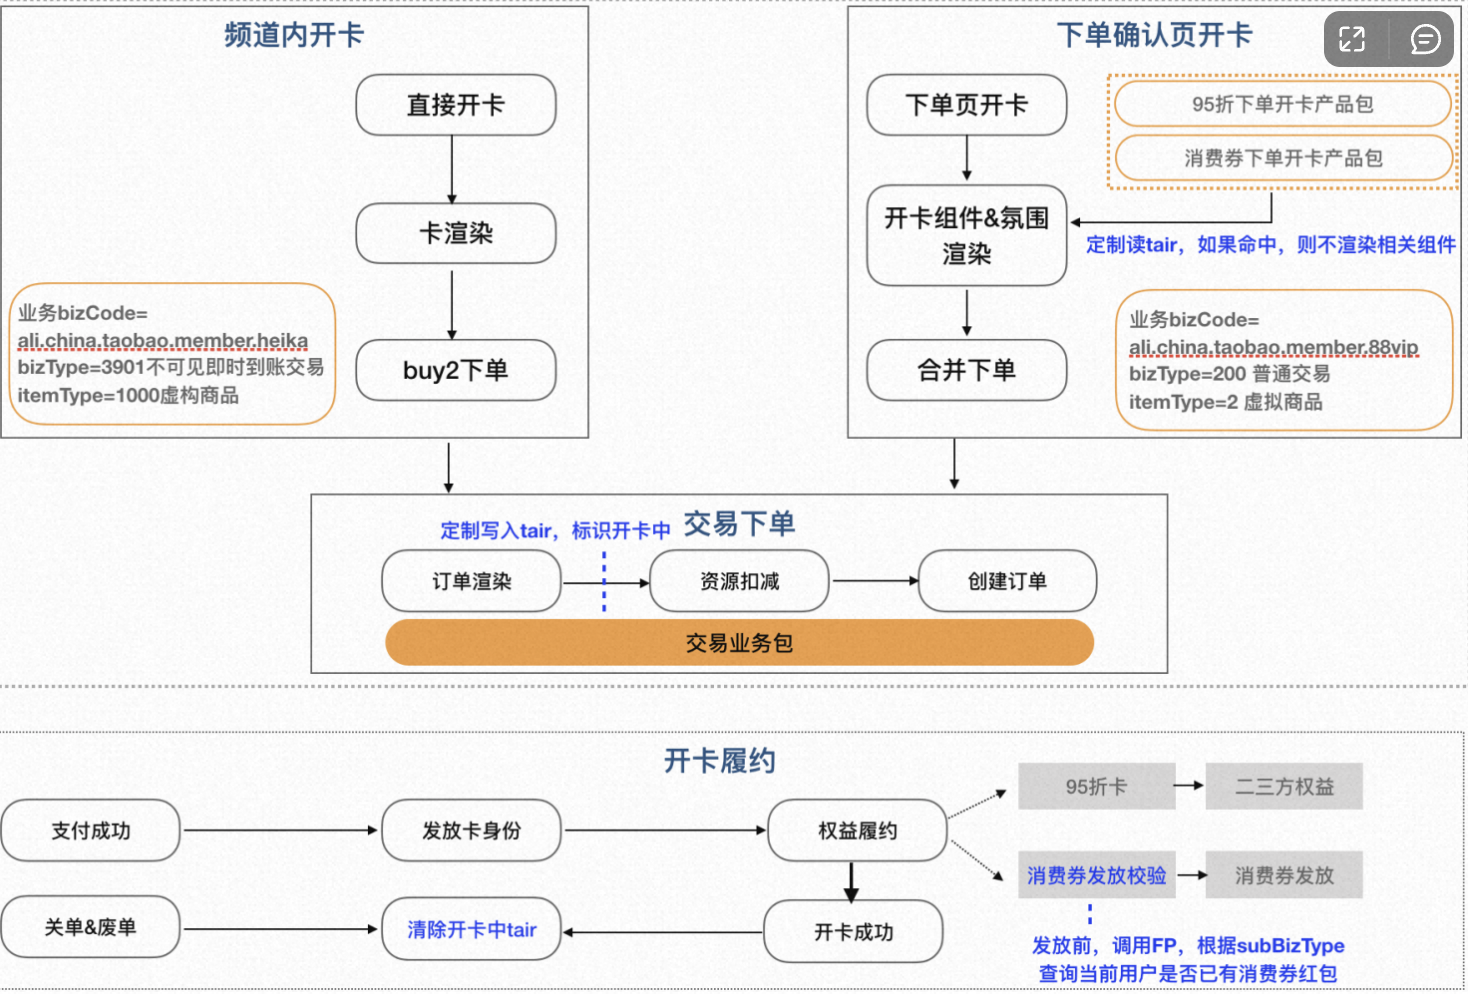 频道内开卡
直接开卡
卡渲染
业务bizCode=
ali.china.taobao.member.heika
bizType=3901不可见即时到账交易
itemType=1000虚构商品
buy2下单
下单确认页开卡
下单页开卡
95折下单开卡产品包
消费券下单开卡产品包
开卡组件&氛围
渲染
定制读tair，如果命中，则不渲染相关组件
合并下单
业务bizCode=
ali.china.taobao.member.88vip
bizType=200 普通交易
itemType=2 虚拟商品
交易下单
定制写入tair，标识开卡中
订单渲染
资源扣减
创建订单
交易业务包
开卡履约
支付成功
发放卡身份
权益履约
95折卡
二三方权益
消费券发放校验
消费券发放
关单&废单
清除开卡中tair
开卡成功
发放前，调用FP，根据subBizType
查询当前用户是否已有消费券红包